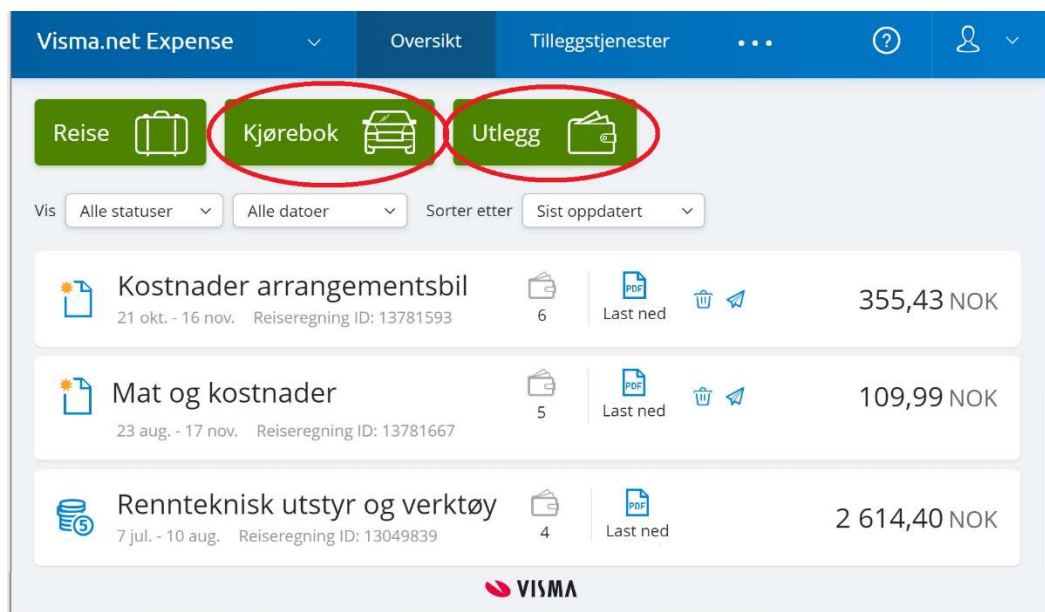 Visma.net Expense Oversikt Tilleggstjenester ... ?
Reise Kjørebok Utlegg
Vis Alle statuser Alle datoer Sorter etter Sist oppdatert
Kostnader arrangementsbil 355,43 NOK
21 okt. - 16 nov. Reiseregning ID: 13781593 6 PDF Last ned
Mat og kostnader 109,99 NOK
23 aug. - 17 nov. Reiseregning ID: 13781667 5 PDF Last ned
Rennteknisk utstyr og verktøy 2 614,40 NOK
5 7 jul. - 10 aug. Reiseregning ID: 13049839 4 PDF Last ned
VISMA